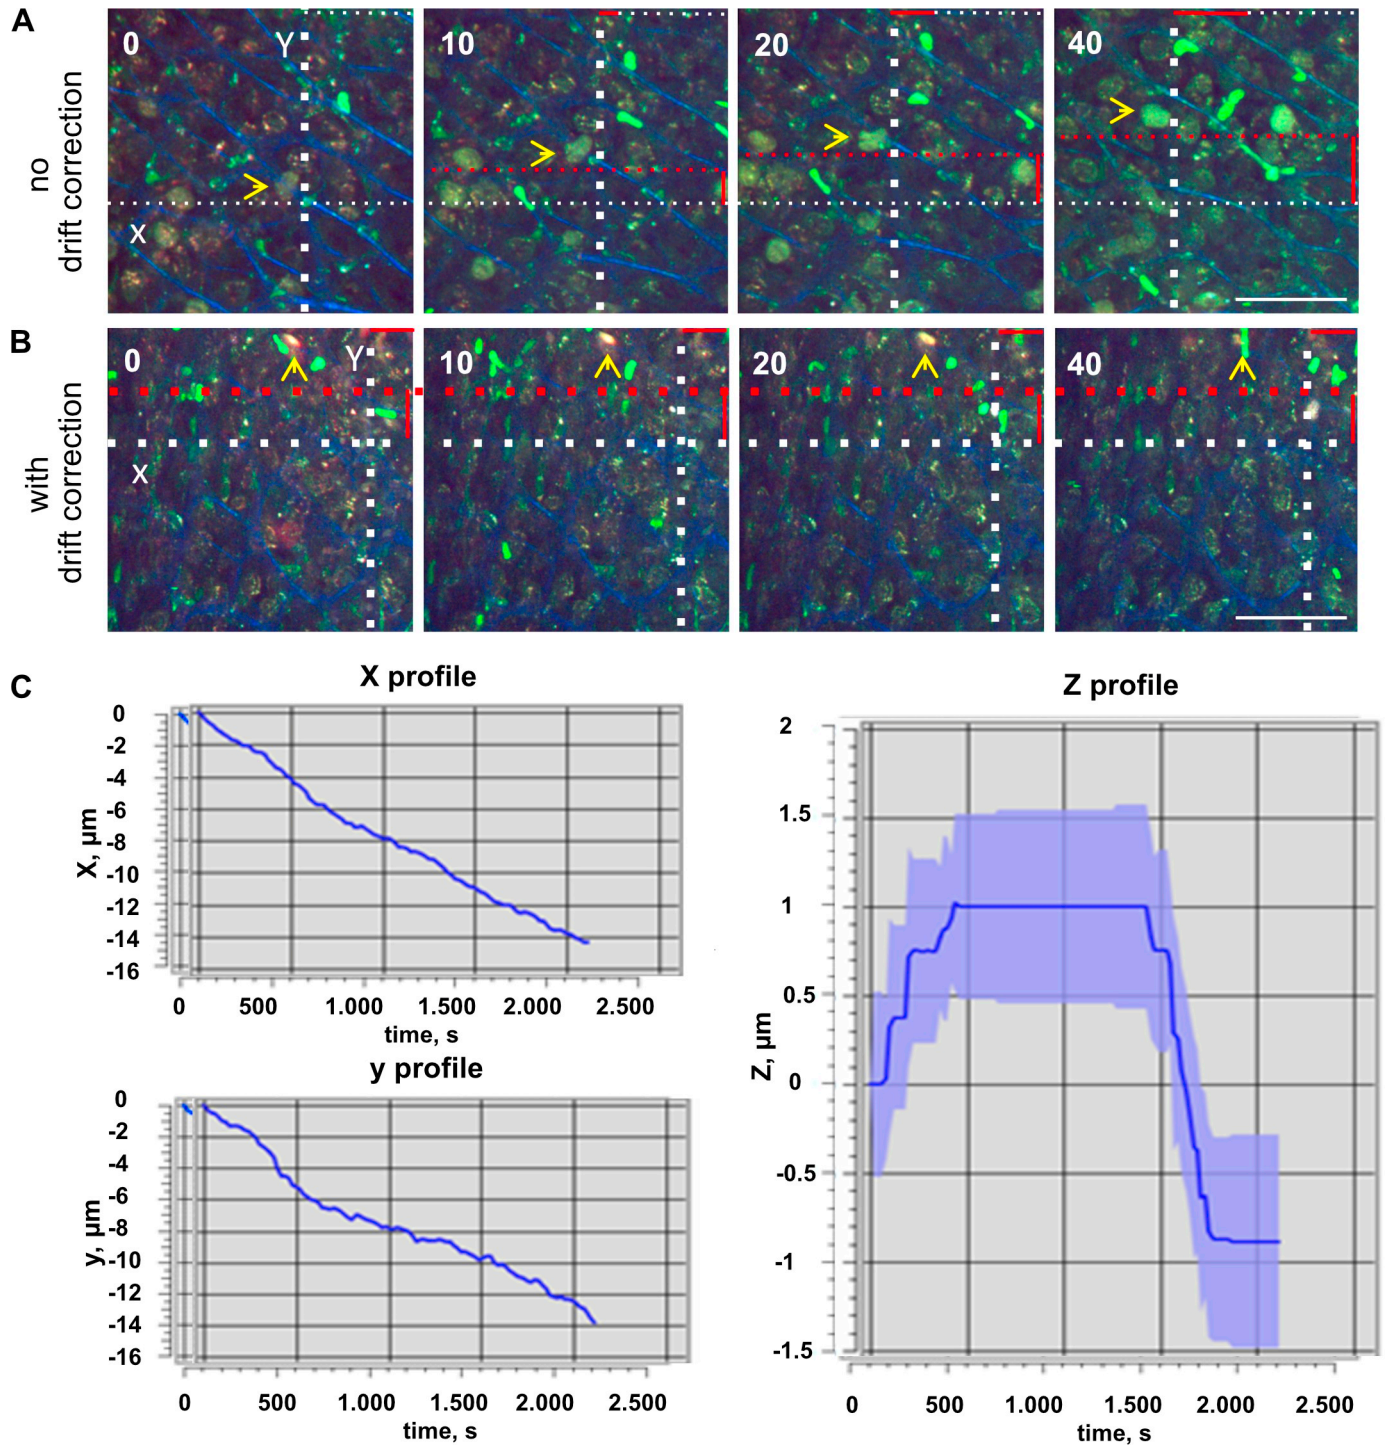 A
no
drift correction
0
Y
x
10
20
40
B
with
drift correction
0
Y
x
10
20
40
C
X profile
X, µm
0
-2
-4
-6
-8
-10
-12
-14
-16
0 500 1.000 1.500 2.000 2.500
time, s
y profile
y, µm
0
-2
-4
-6
-8
-10
-12
-14
-16
0 500 1.000 1.500 2.000 2.500
time, s
Z profile
Z, µm
2
1.5
1
0.5
0
-0.5
-1
-1.5
0 500 1.000 1.500 2.000 2.500
time, s